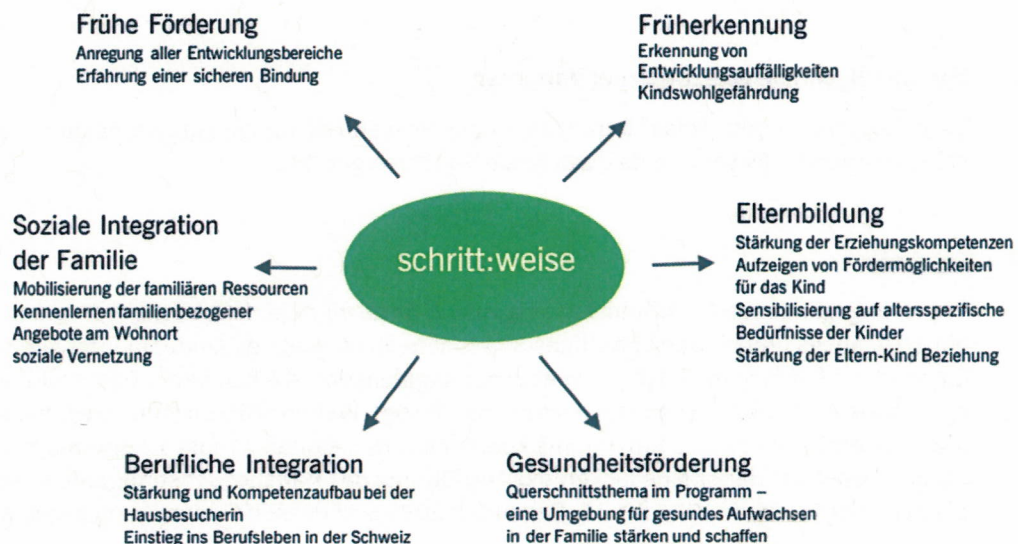 Frühe Förderung
Anregung aller Entwicklungsbereiche
Erfahrung einer sicheren Bindung
Früherkennung
Erkennung von
Entwicklungsauffälligkeiten
Kindswohlgefährdung
Soziale Integration
der Familie
Mobilisierung der familiären Ressourcen
Kennenlernen familienbezogener
Angebote am Wohnort
soziale Vernetzung
schritt:weise
Elternbildung
Stärkung der Erziehungskompetenzen
Aufzeigen von Fördermöglichkeiten
für das Kind
Sensibilisierung auf altersspezifische
Bedürfnisse der Kinder
Stärkung der Eltern-Kind Beziehung
Berufliche Integration
Stärkung und Kompetenzaufbau bei der
Hausbesucherin
Einstieg ins Berufsleben in der Schweiz
Gesundheitsförderung
Querschnittsthema im Programm –
eine Umgebung für gesundes Aufwachsen
in der Familie stärken und schaffen